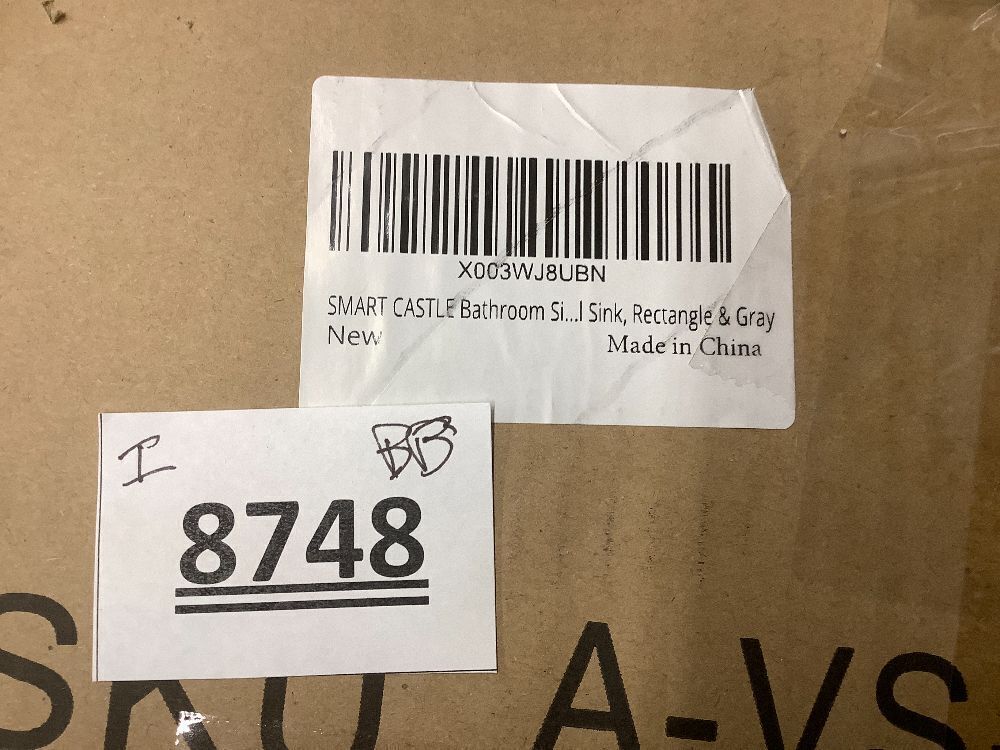 X003WJ8UBN
SMART CASTLE Bathroom Si...l Sink, Rectangle & Gray
New
Made in China
I BB
8748
SKU A-VS